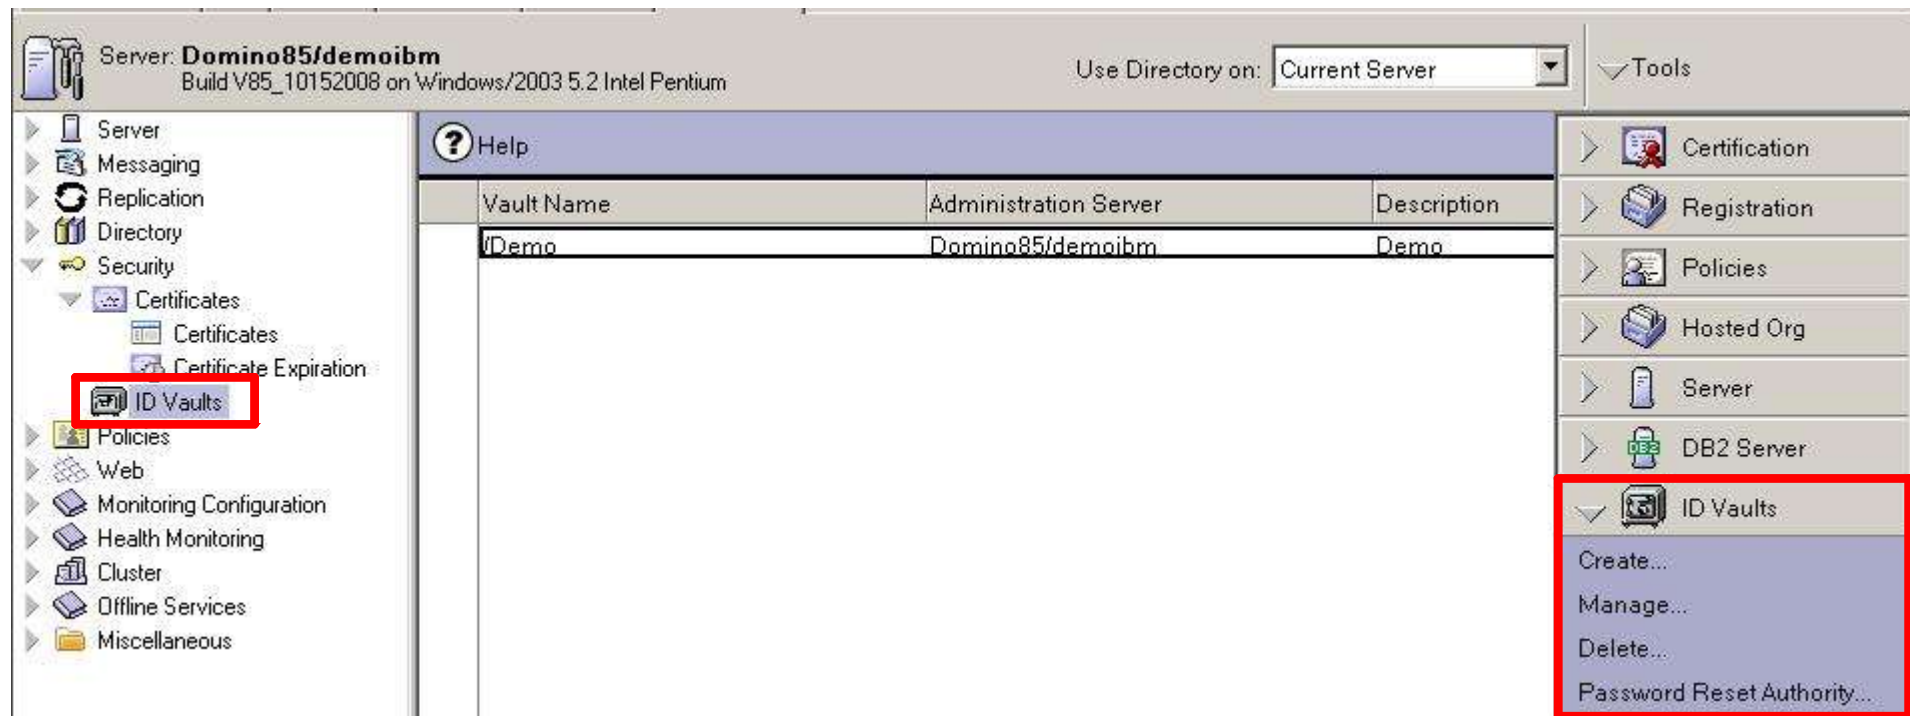 Server: Domino85/demoibm
Build V85_10152008 on Windows/2003 5.2 Intel Pentium
Use Directory on: Current Server
Tools
Server
Messaging
Replication
Directory
Security
Certificates
Certificates
Certificate Expiration
ID Vaults
Policies
Web
Monitoring Configuration
Health Monitoring
Cluster
Offline Services
Miscellaneous
? Help
Vault Name Administration Server Description
/Demo Domino85/demoibm Demo
Certification
Registration
Policies
Hosted Org
Server
DB2 DB2 Server
ID Vaults
Create...
Manage...
Delete...
Password Reset Authority...